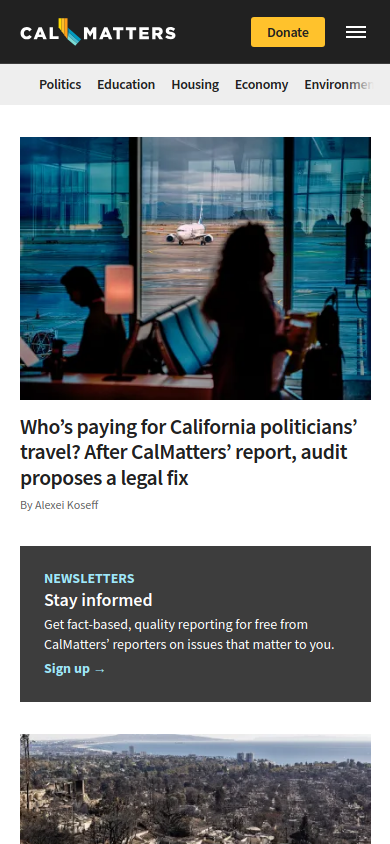 CAL MATTERS
Donate
Politics Education Housing Economy Environmen
Who’s paying for California politicians’
travel? After CalMatters’ report, audit
proposes a legal fix
By Alexei Koseff
NEWSLETTERS
Stay informed
Get fact-based, quality reporting for free from
CalMatters’ reporters on issues that matter to you.
Sign up →